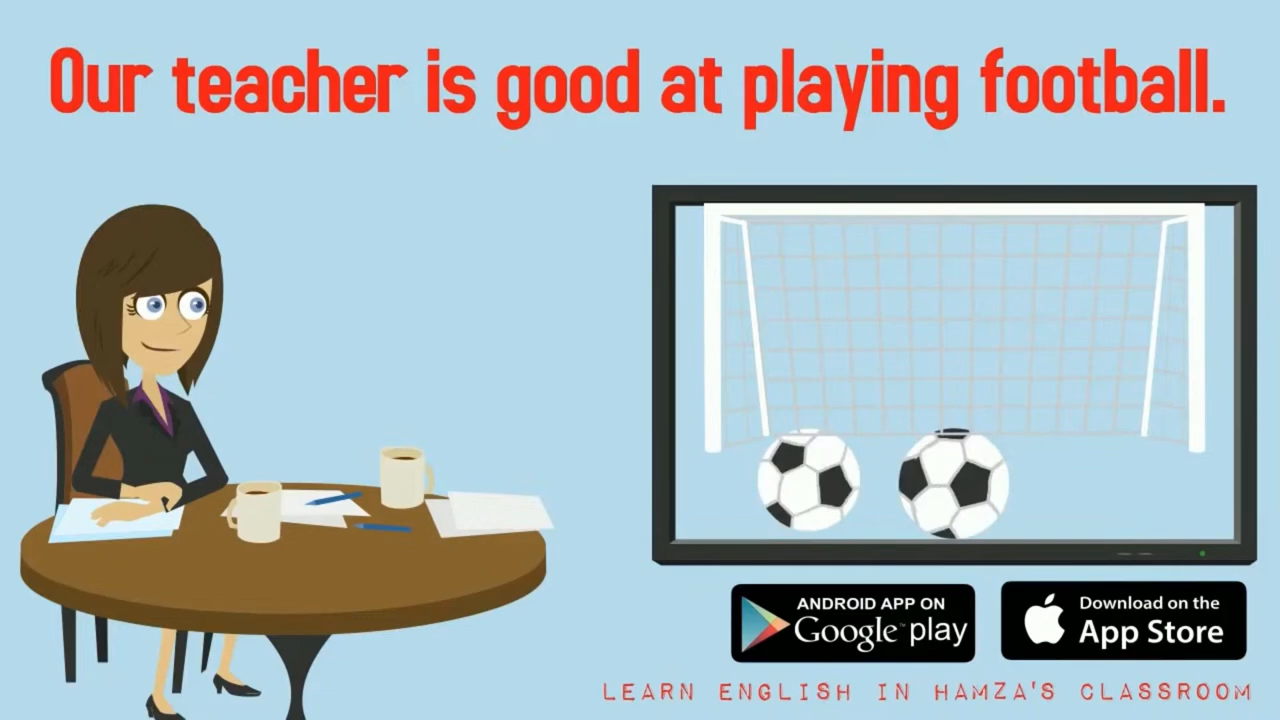 Our teacher is good at playing football.
ANDROID APP ON
Google play
Download on the
App Store
LEARN ENGLISH IN HAMZA'S CLASSROOM